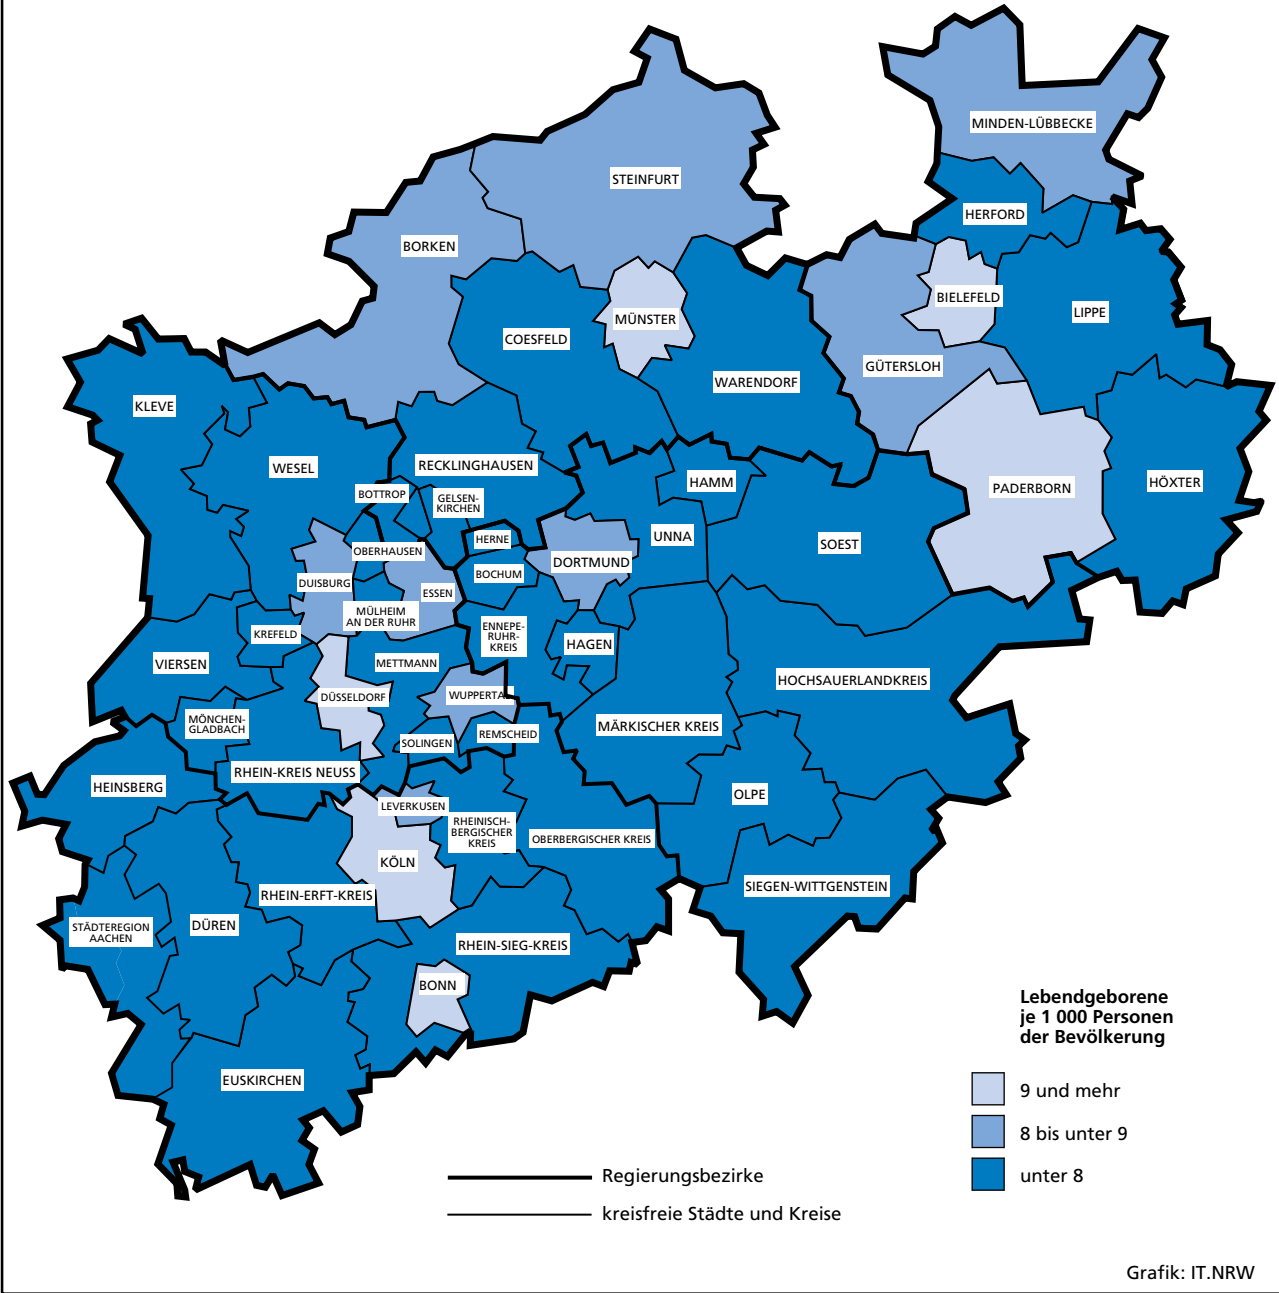 MINDEN-LÜBBECKE
STEINFURT
HERFORD
BORKEN
BIELEFELD
LIPPE
MÜNSTER
COESFELD
GÜTERSLOH
WARENDORF
KLEVE
RECKLINGHAUSEN
WESEL
HAMM
HÖXTER
PADERBORN
BOTTROP
GELSEN-
KIRCHEN
UNNA
HERNE
SOEST
OBERHAUSEN
DORTMUND
BOCHUM
DUISBURG
ESSEN
MÜLHEIM
AN DER RUHR
KREFELD
ENNEPE-
RUHR-
KREIS
HAGEN
VIERSEN
METTMANN
HOCHSAUERLANDKREIS
DÜSSELDORF
WUPPERTA
MÖNCHEN-
GLADBACH
MÄRKISCHER KREIS
REMSCHEID
SOLINGEN
RHEIN-KREIS NEUSS
HEINSBERG
OLPE
LEVERKUSEN
RHEINISCH-
BERGISCHER
KREIS
OBERBERGISCHER KREIS
KÖLN
SIEGEN-WITTGENSTEIN
RHEIN-ERFT-KREIS
STÄDTEREGION
AACHEN
DÜREN
RHEIN-SIEG-KREIS
BONN
EUSKIRCHEN
Lebendgeborene
je 1 000 Personen
der Bevölkerung
9 und mehr
8 bis unter 9
unter 8
Regierungsbezirke
kreisfreie Städte und Kreise
Grafik: IT.NRW